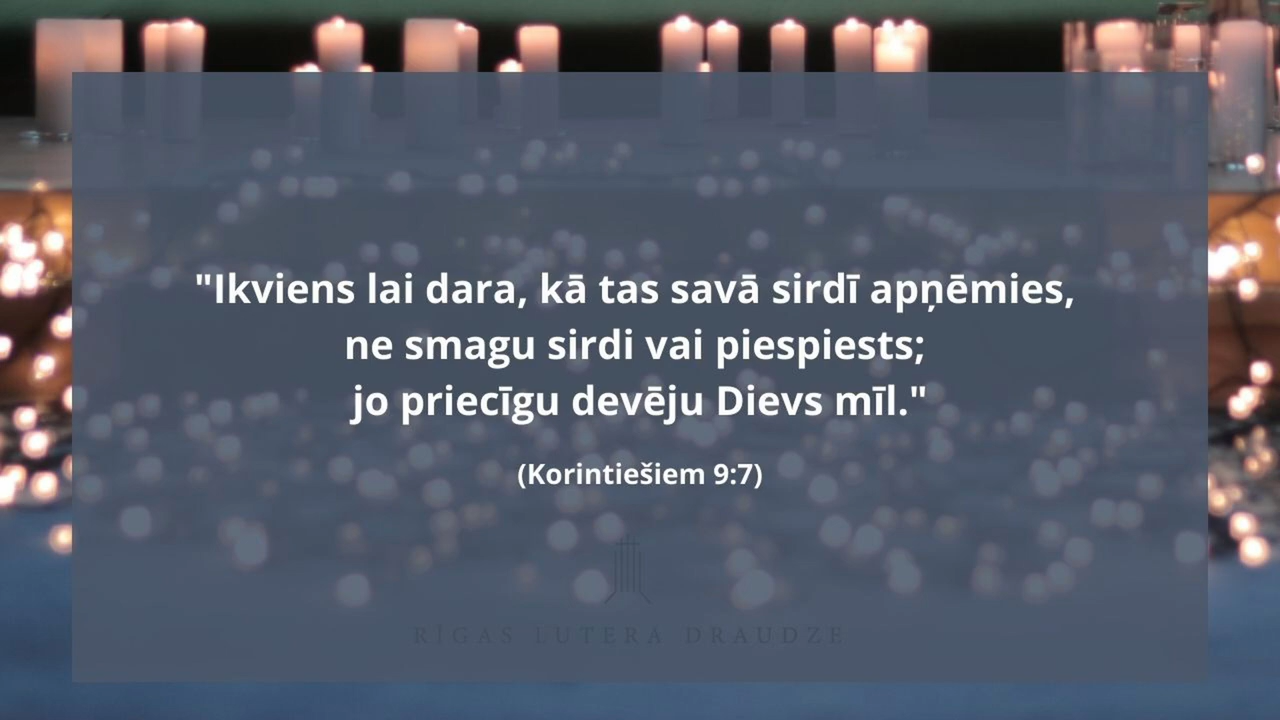 "Ikviens lai dara, kā tas savā sirdī apņēmies,
ne smagu sirdi vai piespiests;
jo priecīgu devēju Dievs mīl."
(Korintiešiem 9:7)
RĪGAS LUTERA DRAUDZE